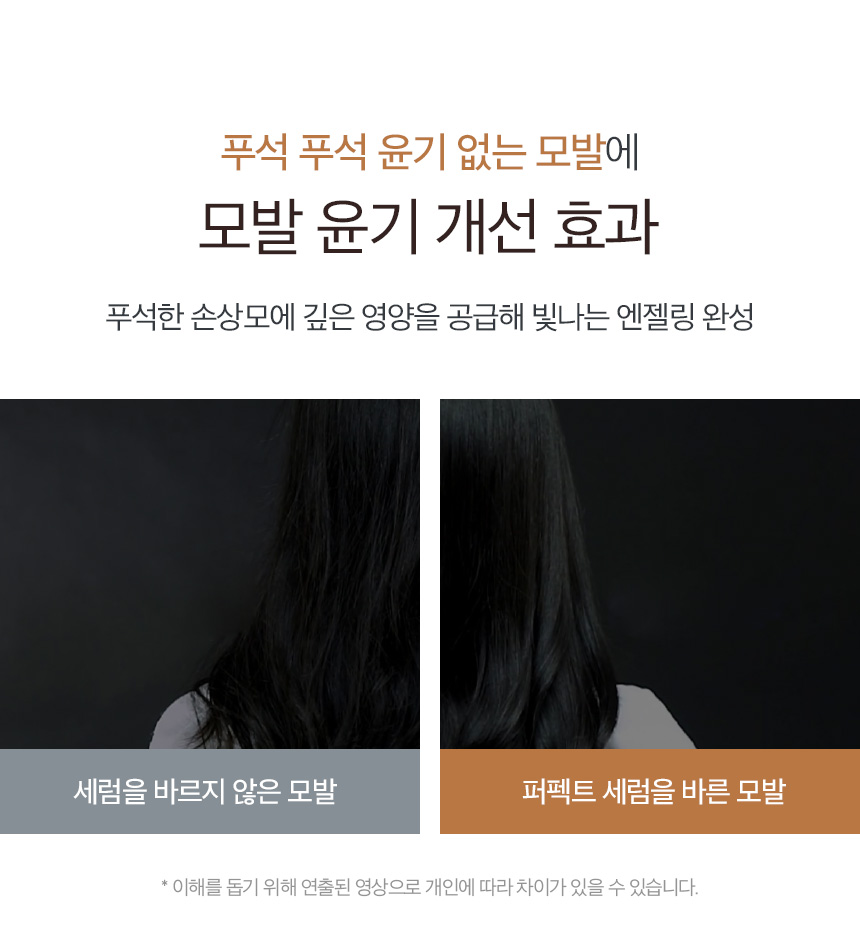 푸석 푸석 윤기 없는 모발에
모발 윤기 개선 효과
푸석한 손상모에 깊은 영양을 공급해 빛나는 엔젤링 완성
세럼을 바르지 않은 모발
퍼펙트 세럼을 바른 모발
* 이해를 돕기 위해 연출된 영상으로 개인에 따라 차이가 있을 수 있습니다.